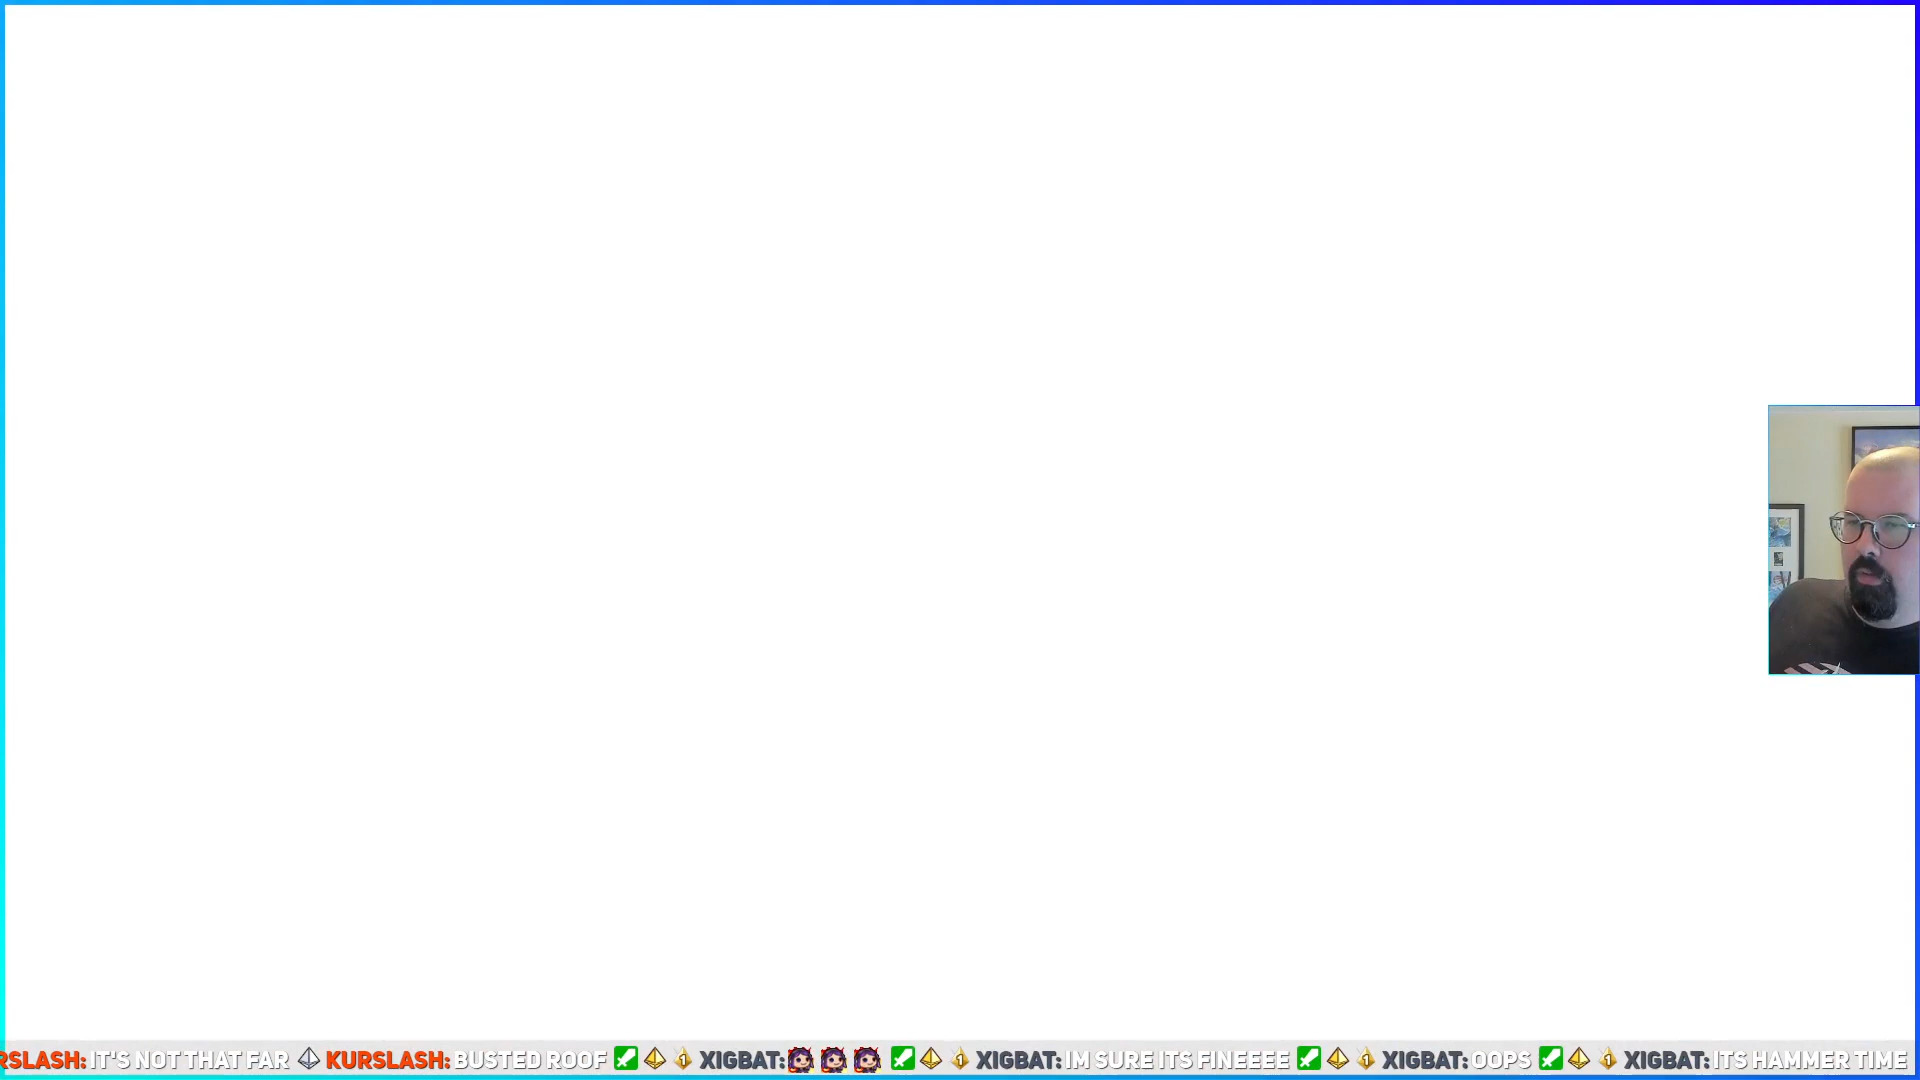 RSLASH: IT'S NOT THAT FAR KURSLASH: BUSTED ROOF XIGBAT: XIGBAT: IM SURE ITS FINEEEE XIGBAT: OOPS XIGBAT: ITS HAMMER TIME